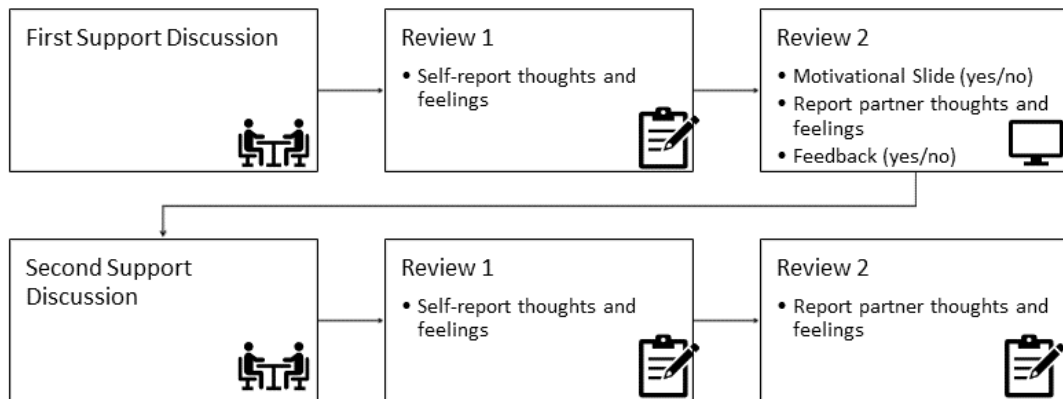 First Support Discussion
Review 1
• Self-report thoughts and
feelings
Review 2
• Motivational Slide (yes/no)
• Report partner thoughts and
feelings
• Feedback (yes/no)
Second Support
Discussion
Review 1
• Self-report thoughts and
feelings
Review 2
• Report partner thoughts and
feelings